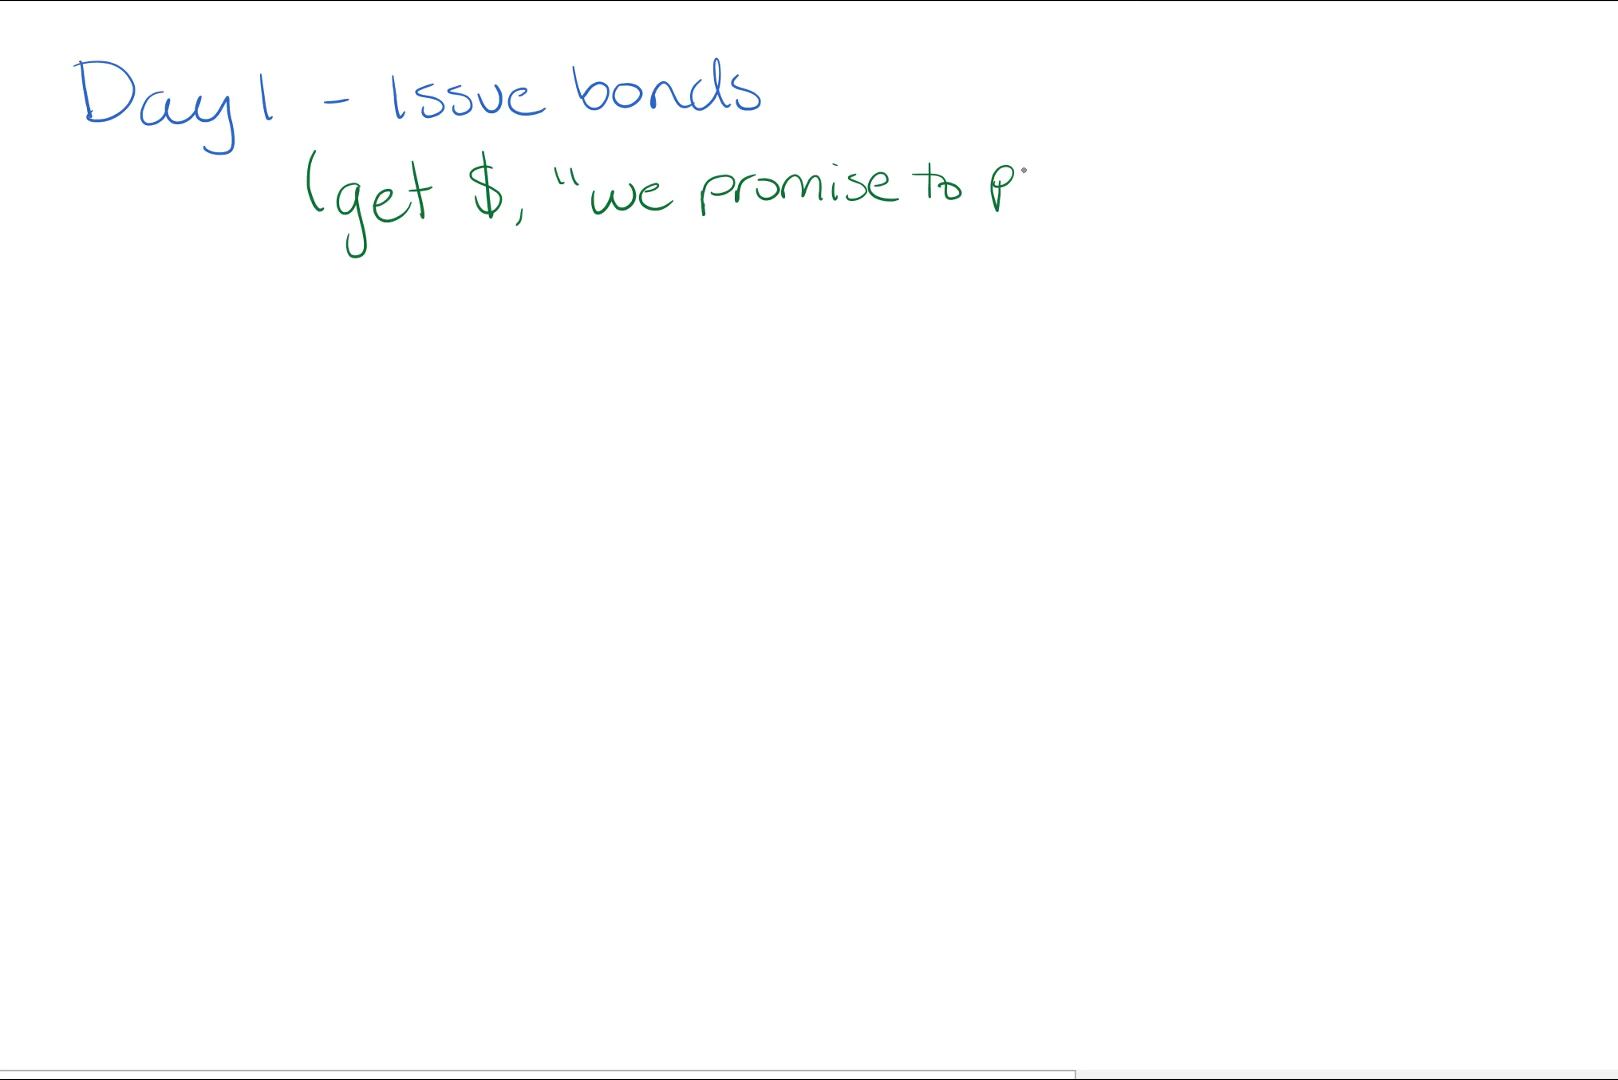 Day 1 - Issue bonds
(get $, "we promise to p